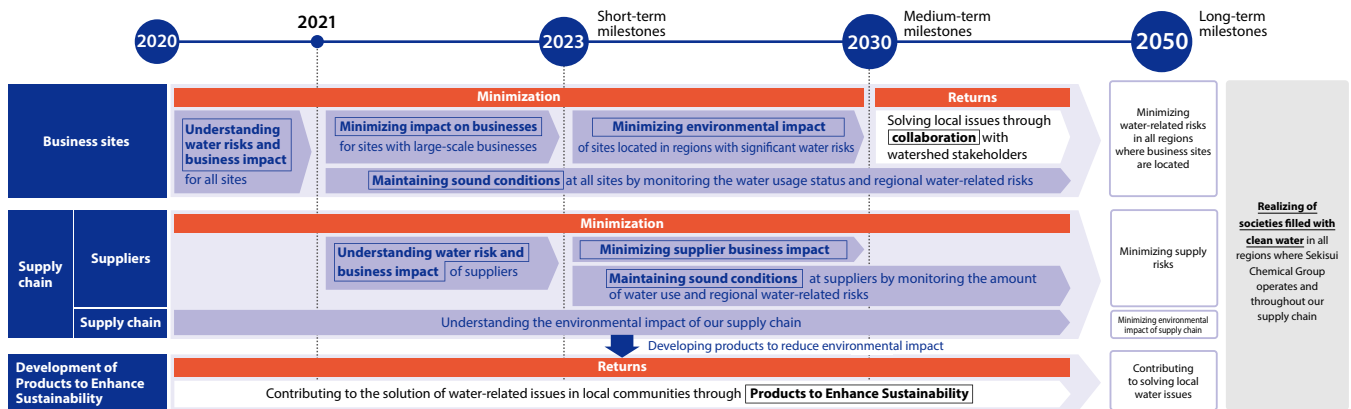 2020
2021
2023
Short-term
milestones
2030
Medium-term
milestones
2050
Long-term
milestones
Business sites
Minimization
Returns
Understanding
water risks and
business impact
for all sites
Minimizing impact on businesses
for sites with large-scale businesses
Minimizing environmental impact
of sites located in regions with significant water risks
Solving local issues through
collaboration with
watershed stakeholders
Maintaining sound conditions at all sites by monitoring the water usage status and regional water-related risks
Minimizing
water-related risks
in all regions
where business sites
are located
Supply
chain
Suppliers
Minimization
Understanding water risk and
business impact of suppliers
Minimizing supplier business impact
Maintaining sound conditions at suppliers by monitoring the amount
of water use and regional water-related risks
Minimizing supply
risks
Supply chain
Understanding the environmental impact of our supply chain
Minimizing environmental
impact of supply chain
Developing products to reduce environmental impact
Development of
Products to Enhance
Sustainability
Returns
Contributing to the solution of water-related issues in local communities through Products to Enhance Sustainability
Contributing
to solving local
water issues
Realizing of
societies filled with
clean water in all
regions where Sekisui
Chemical Group
operates and
throughout our
supply chain